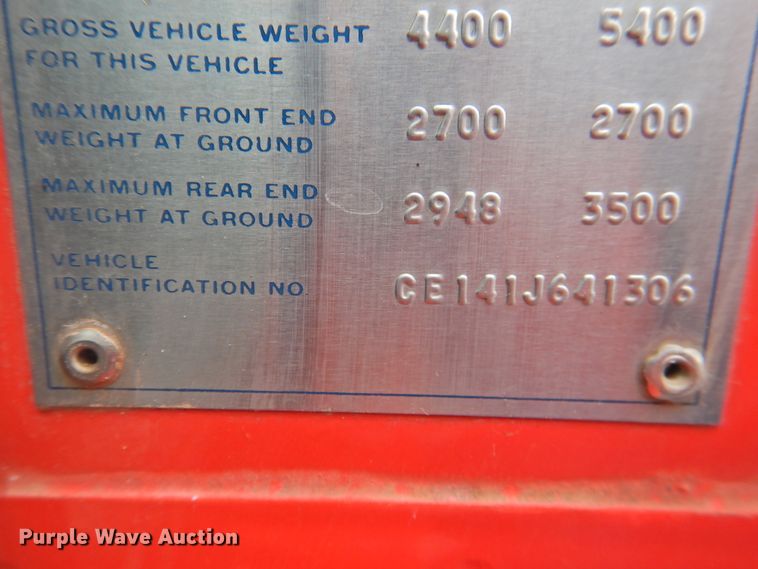 GROSS VEHICLE WEIGHT 4400 5400
FOR THIS VEHICLE
MAXIMUM FRONT END 2700 2700
WEIGHT AT GROUND
MAXIMUM REAR END 2948 3500
WEIGHT AT GROUND
VEHICLE
IDENTIFICATION NO. CE141J641306
Purple Wave Auction